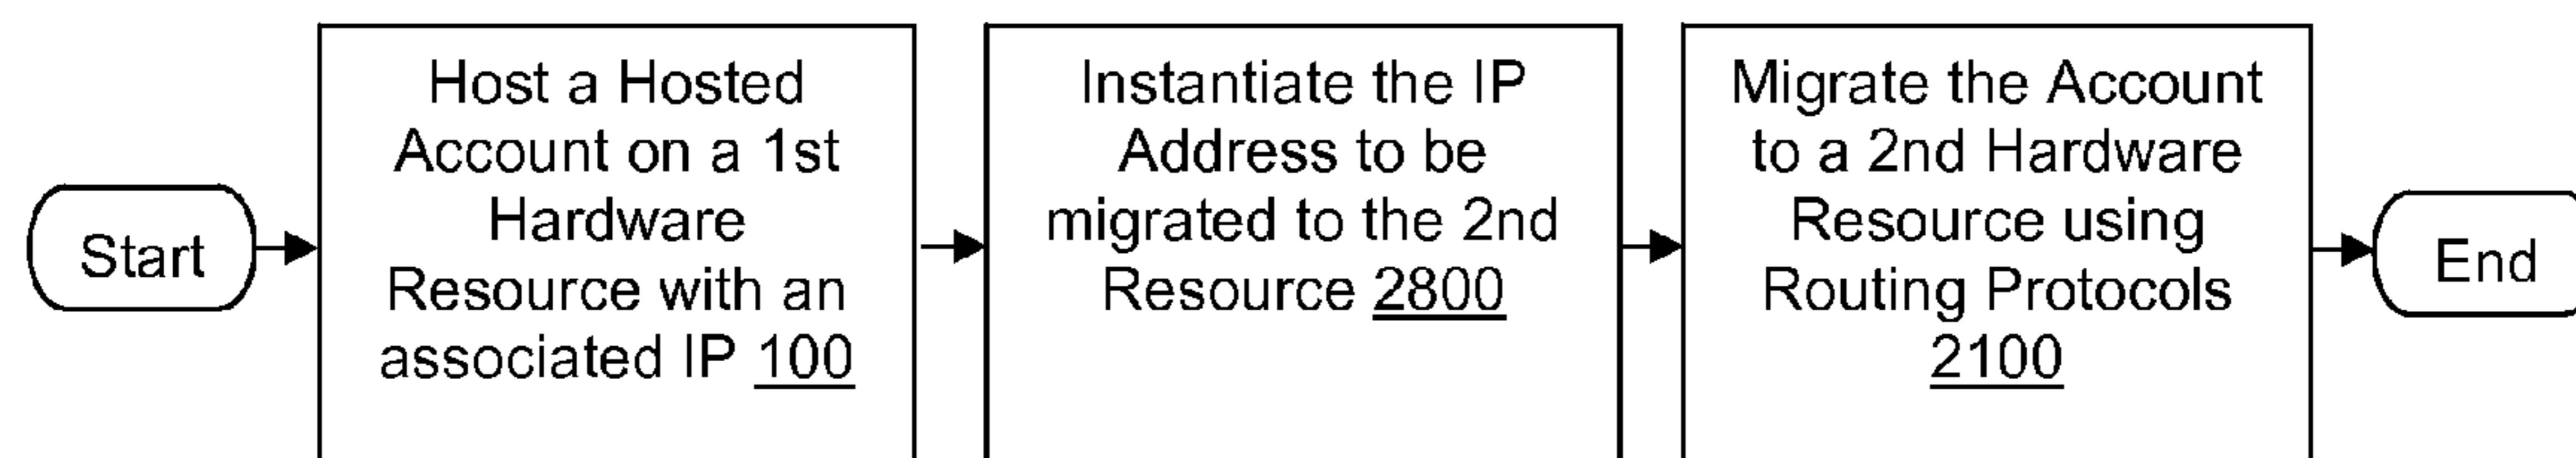 Start
Host a Hosted
Account on a 1st
Hardware
Resource with an
associated IP 100
Instantiate the IP
Address to be
migrated to the 2nd
Resource 2800
Migrate the Account
to a 2nd Hardware
Resource using
Routing Protocols
2100
End